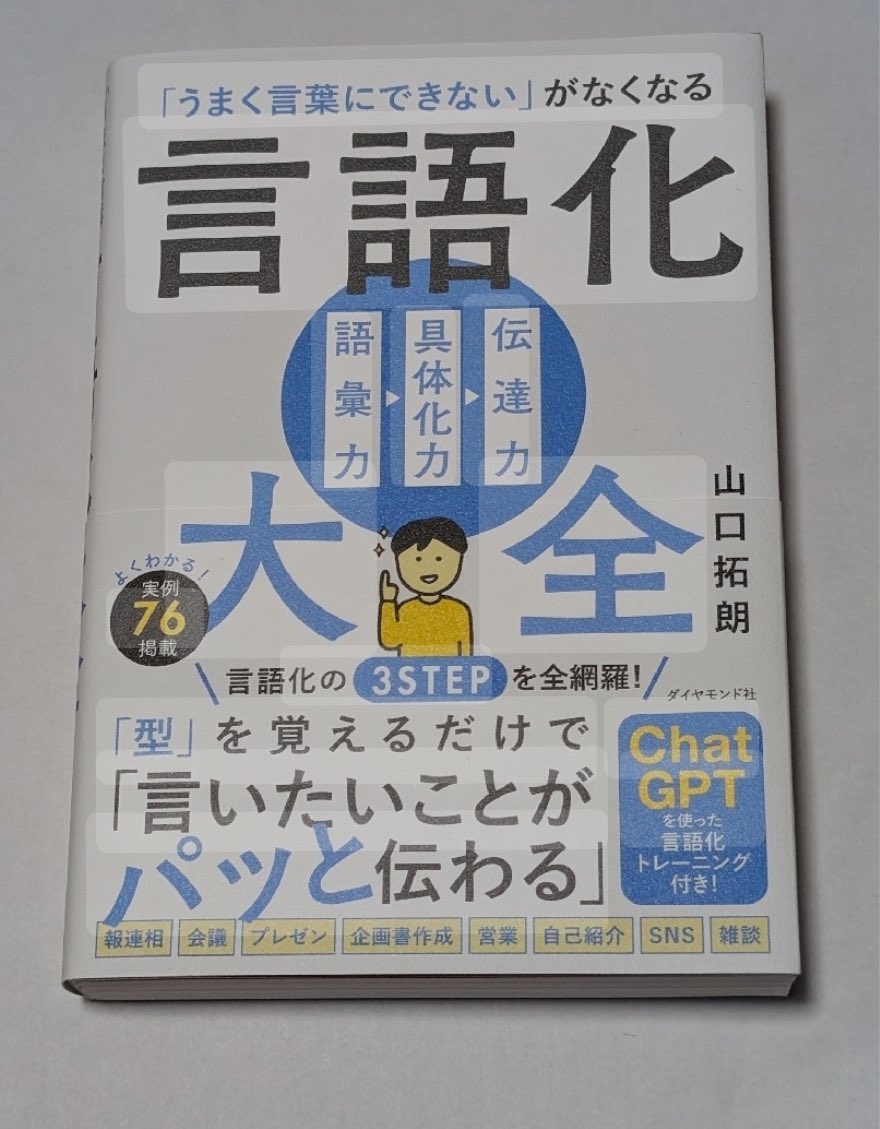 「うまく言葉にできない」がなくなる
言語化
語彙力
具体化力
伝達力
大全
山口拓朗
よくわかる!
実例
76
掲載
言語化の3STEPを全網羅!
ダイヤモンド社
「型」を覚えるだけで
「言いたいことが
パッと伝わる」
Chat
GPT
を使った
言語化
トレーニング
付き!
報連相 会議 プレゼン 企画書作成 営業 自己紹介 SNS 雑談